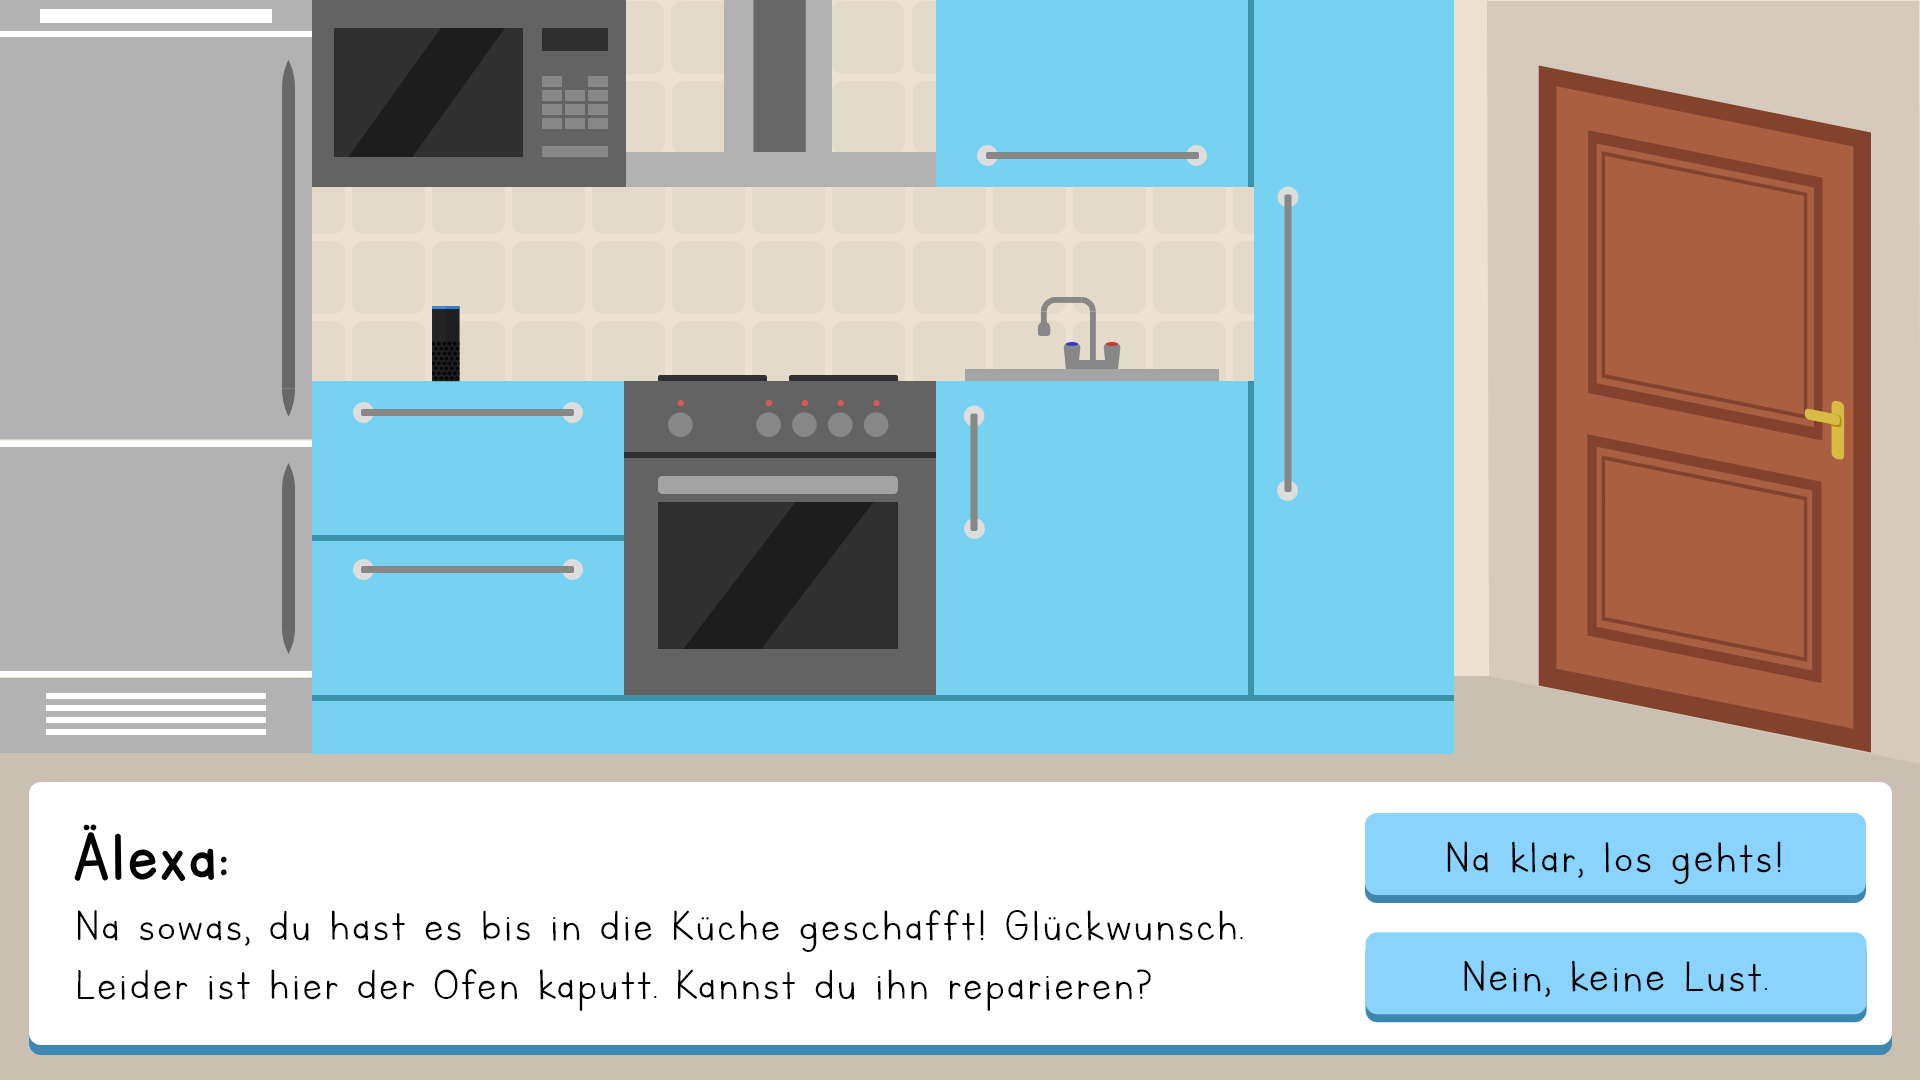 Älexa:
Na sowas, du hast es bis in die Küche geschafft! Glückwunsch.
Leider ist hier der Ofen kaputt. Kannst du ihn reparieren?
Na klar, los gehts!
Nein, keine Lust.